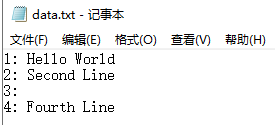 data.txt - 记事本
文件(F) 编辑(E) 格式(O) 查看(V) 帮助(H)
1: Hello World
2: Second Line
3:
4: Fourth Line